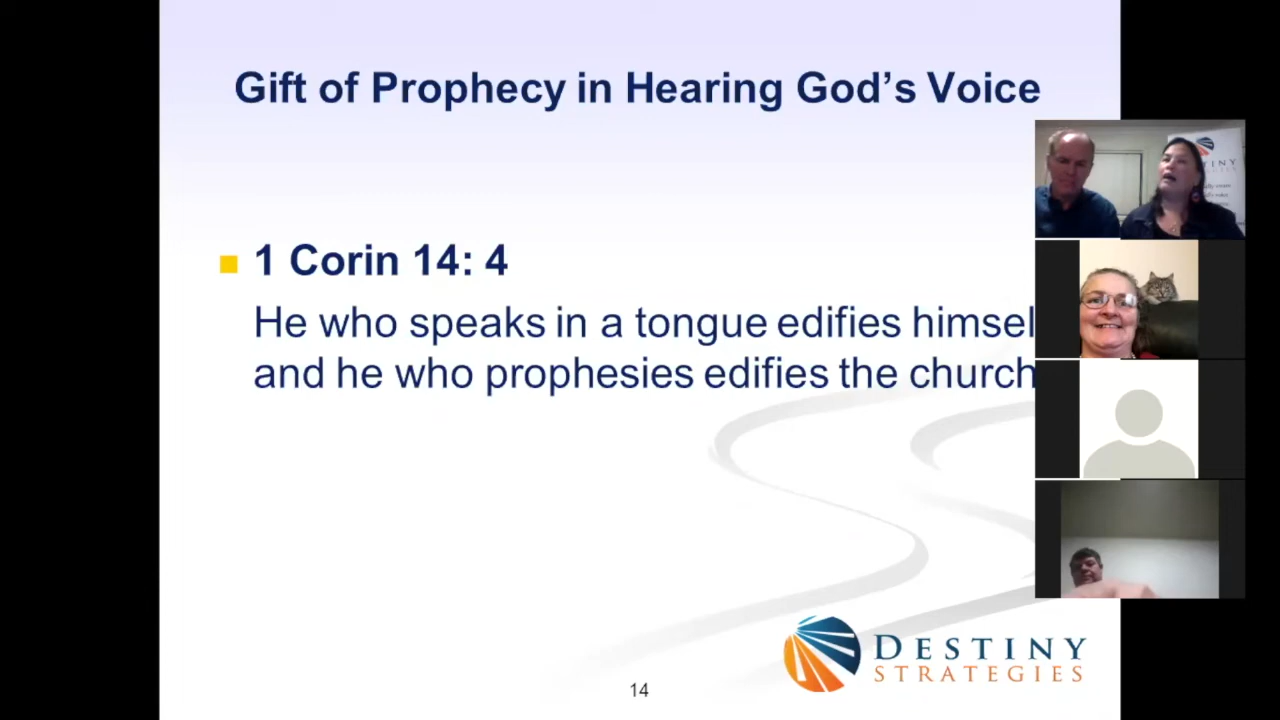 Gift of Prophecy in Hearing God’s Voice
1 Corin 14: 4
He who speaks in a tongue edifies himsel
and he who prophesies edifies the church
DESTINY
STRATEGIES
14